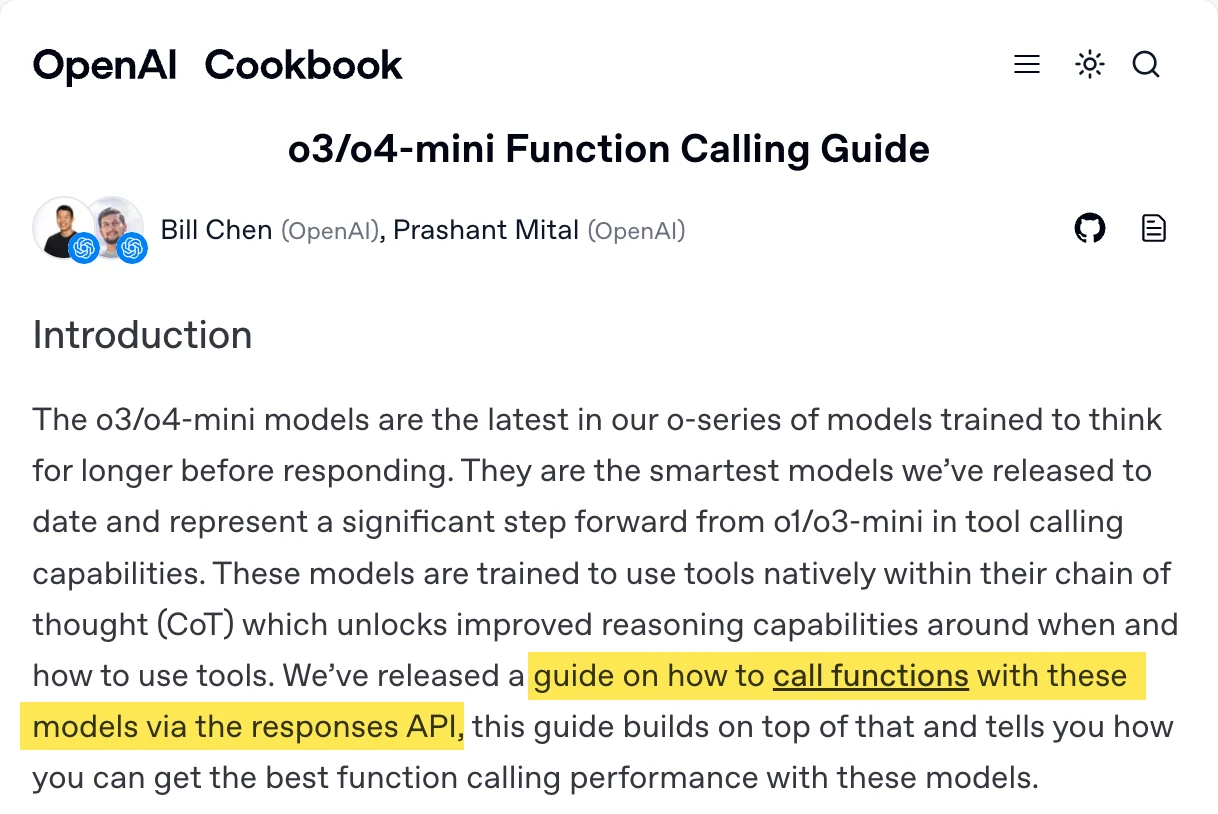 OpenAI Cookbook
o3/o4-mini Function Calling Guide
Bill Chen (OpenAI), Prashant Mital (OpenAI)
Introduction
The o3/o4-mini models are the latest in our o-series of models trained to think
for longer before responding. They are the smartest models we’ve released to
date and represent a significant step forward from o1/o3-mini in tool calling
capabilities. These models are trained to use tools natively within their chain of
thought (CoT) which unlocks improved reasoning capabilities around when and
how to use tools. We’ve released a guide on how to call functions with these
models via the responses API, this guide builds on top of that and tells you how
you can get the best function calling performance with these models.